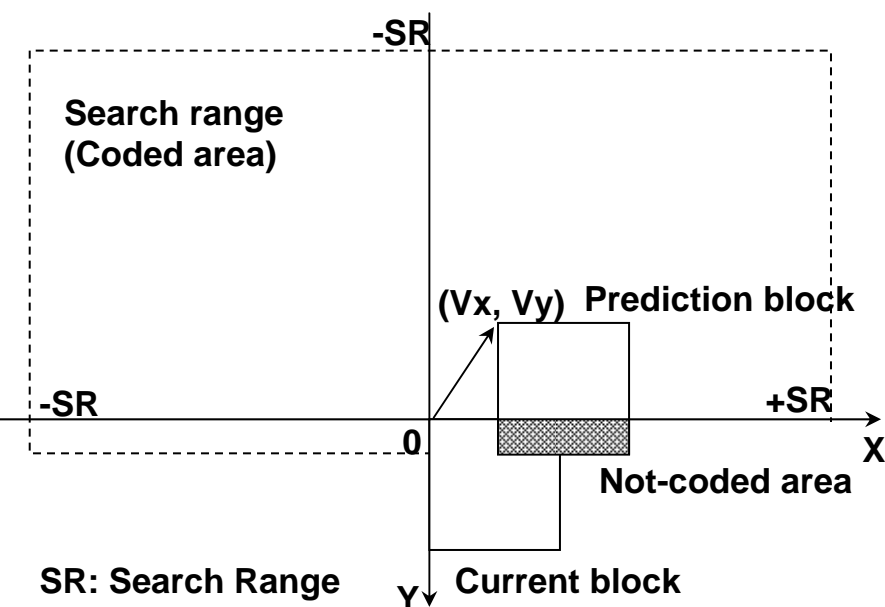 -SR
Search range
(Coded area)
(Vx, Vy) Prediction block
-SR
+SR
0
X
Not-coded area
SR: Search Range
Y
Current block